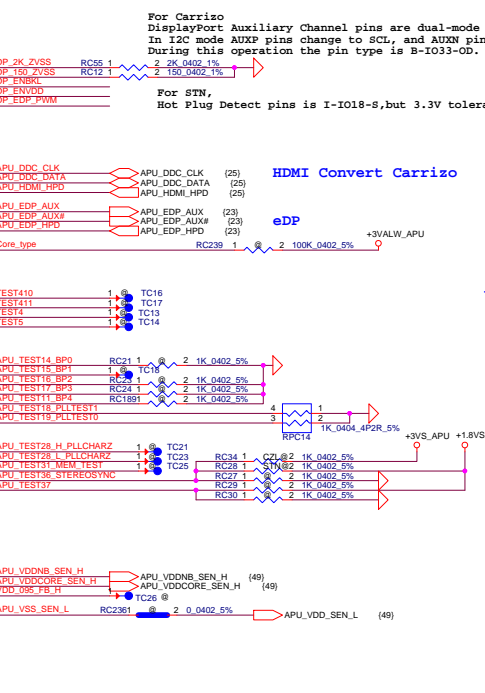 For Carrizo
DisplayPort Auxiliary Channel pins are dual-mode
In I2C mode AUXP pins change to SCL, and AUXN pin
During this operation the pin type is B-IO33-OD.
DP_2K_ZVSS RC55 1 2 2K_0402_1%
DP_150_ZVSS RC12 1 2 150_0402_1%
DP_ENBKL
DP_ENVDD
DP_EDP_PWM
For STN,
Hot Plug Detect pins is I-IO18-S,but 3.3V tolera
APU_DDC_CLK APU_DDC_CLK {25}
APU_DDC_DATA APU_DDC_DATA {25}
APU_HDMI_HPD APU_HDMI_HPD {25}
HDMI Convert Carrizo
APU_EDP_AUX APU_EDP_AUX {23}
APU_EDP_AUX# APU_EDP_AUX# {23}
APU_EDP_HPD APU_EDP_HPD {23}
eDP
+3VALW_APU
Core_type RC239 1 @ 2 100K_0402_5%
TEST410 1 @ TC16
TEST411 1 @ TC17
TEST4 1 @ TC13
TEST5 1 @ TC14
APU_TEST14_BP0 RC21 1 @ 2 1K_0402_5%
APU_TEST15_BP1 1 @ TC18
APU_TEST16_BP2 RC23 1 @ 2 1K_0402_5%
APU_TEST17_BP3 RC24 1 @ 2 1K_0402_5%
APU_TEST11_BP4 RC1891 @ 2 1K_0402_5%
APU_TEST18_PLLTEST1 4 1
APU_TEST19_PLLTEST0 3 2
1K_0404_4P2R_5%
RPC14
+3VS_APU +1.8VS
APU_TEST28_H_PLLCHARZ 1 @ TC21
APU_TEST28_L_PLLCHARZ 1 @ TC23
APU_TEST31_MEM_TEST 1 @ TC25
APU_TEST36_STEREOSYNC
APU_TEST37
RC34 1 CZL@2 1K_0402_5%
RC28 1 STN@2 1K_0402_5%
RC27 1 @ 2 1K_0402_5%
RC29 1 @ 2 1K_0402_5%
RC30 1 @ 2 1K_0402_5%
APU_VDDNB_SEN_H APU_VDDNB_SEN_H {49}
APU_VDDCORE_SEN_H APU_VDDCORE_SEN_H {49}
VDD_095_FB_H 1 TC26 @
APU_VSS_SEN_L RC2361 @ 2 0_0402_5% APU_VDD_SEN_L {49}